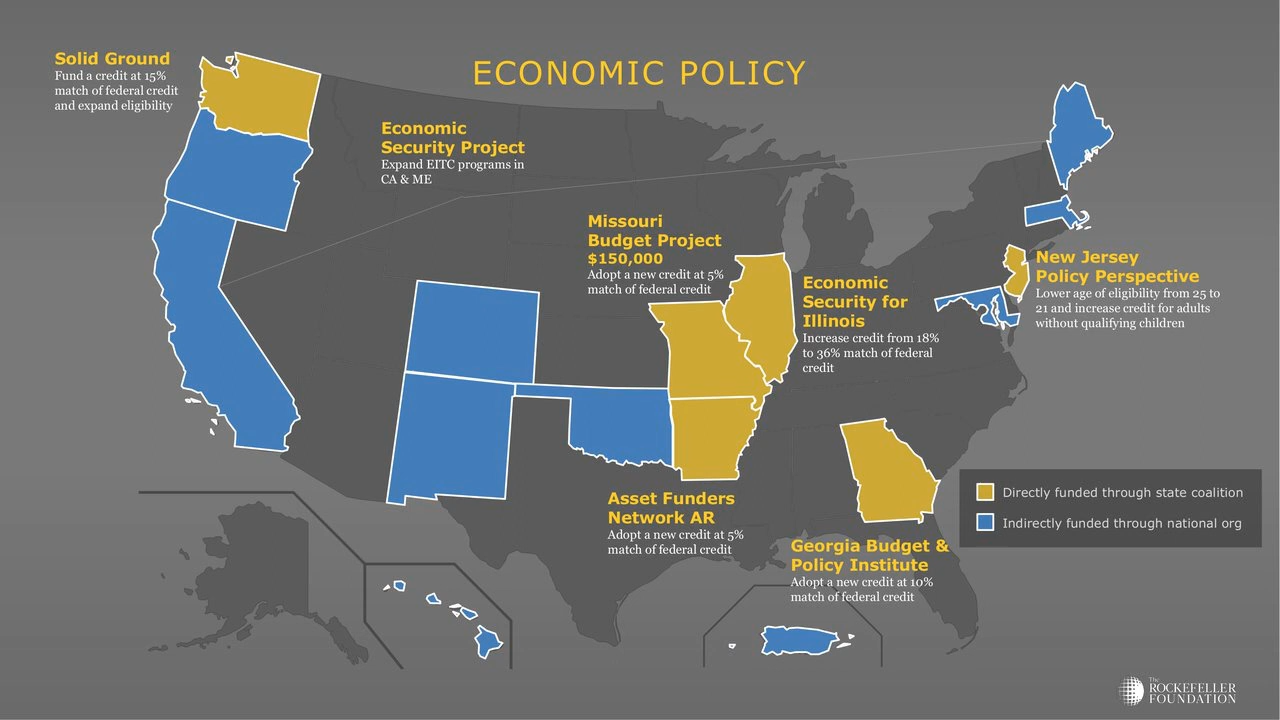 ECONOMIC POLICY
Solid Ground
Fund a credit at 15%
match of federal credit
and expand eligibility
Economic
Security Project
Expand EITC programs in
CA & ME
Missouri
Budget Project
$150,000
Adopt a new credit at 5%
match of federal credit
Economic
Security for
Illinois
Increase credit from 18%
to 36% match of federal
credit
New Jersey
Policy Perspective
Lower age of eligibility from 25 to
21 and increase credit for adults
without qualifying children
Asset Funders
Network AR
Adopt a new credit at 5%
match of federal credit
Georgia Budget &
Policy Institute
Adopt a new credit at 10%
match of federal credit
Directly funded through state coalition
Indirectly funded through national org
The
ROCKEFELLER
FOUNDATION